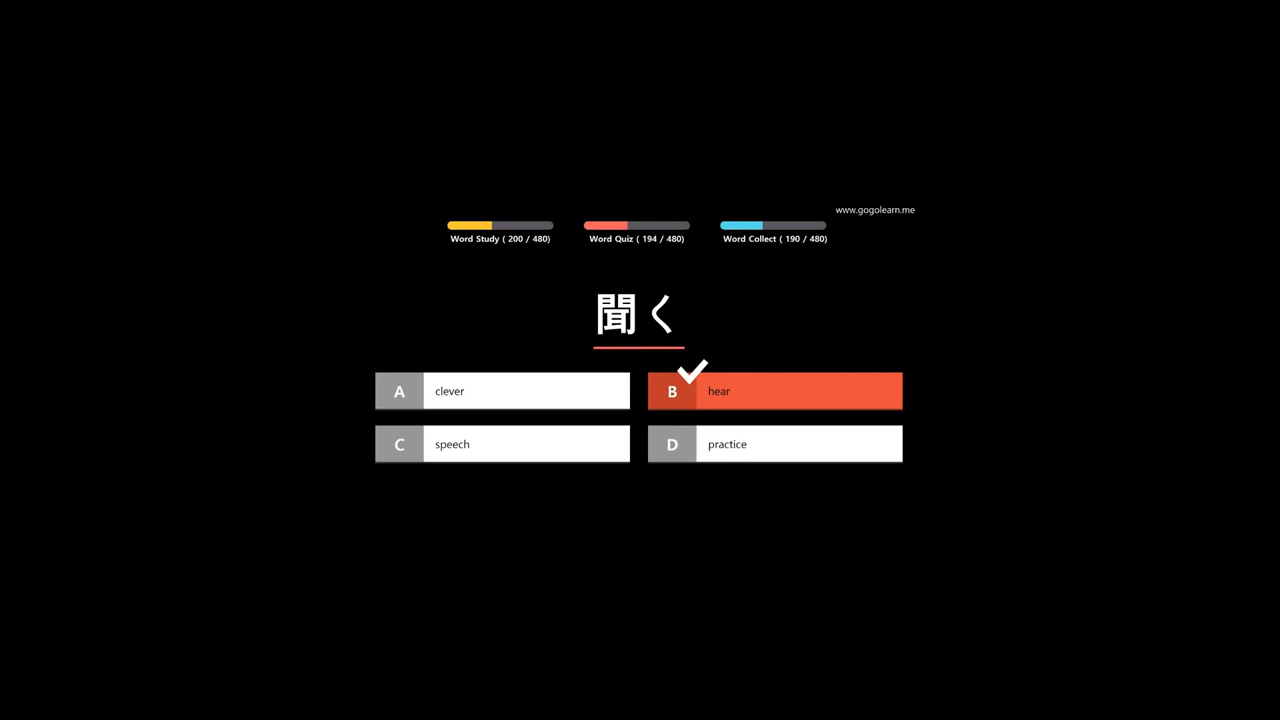 www.gogolearn.me
Word Study ( 200 / 480)
Word Quiz ( 194 / 480)
Word Collect ( 190 / 480)
聞く
A clever
B hear
C speech
D practice